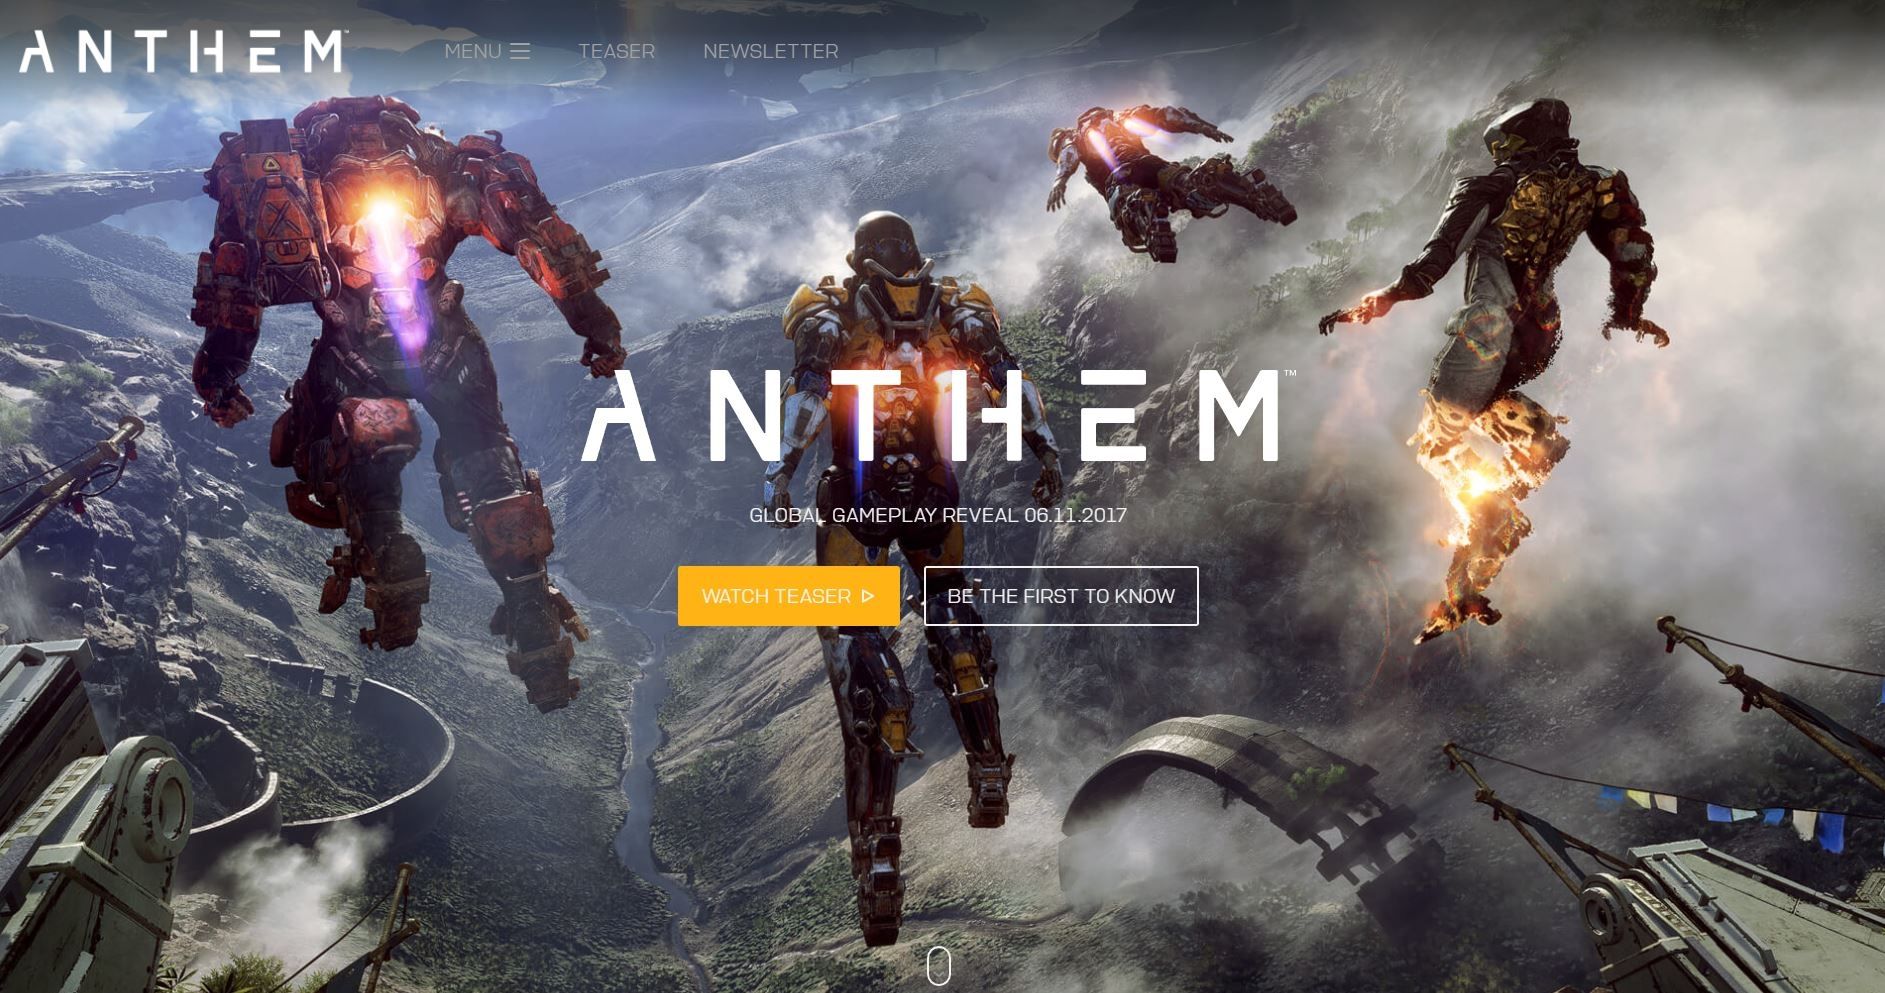 ANTHEM™
MENU
TEASER
NEWSLETTER
ANTHEM™
GLOBAL GAMEPLAY REVEAL 06.11.2017
WATCH TEASER
BE THE FIRST TO KNOW